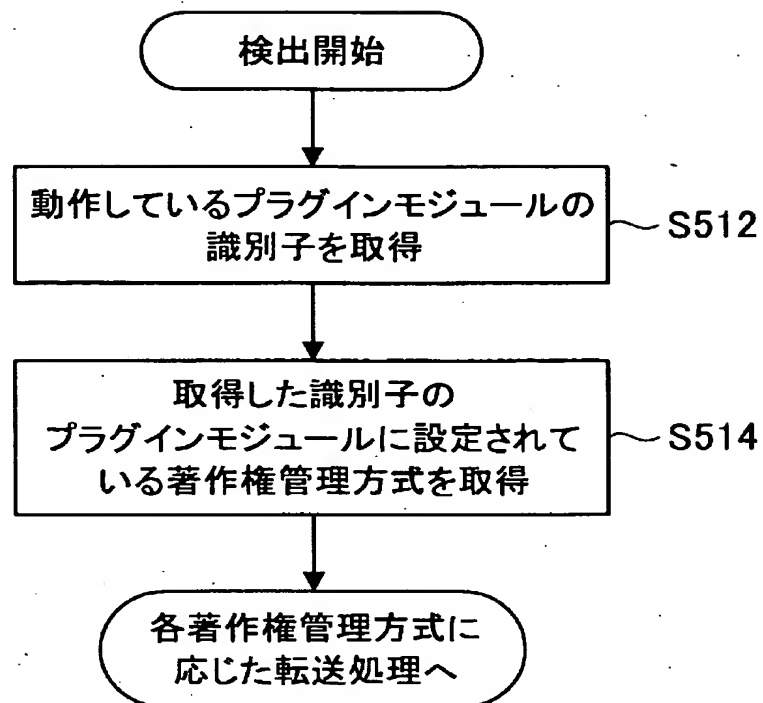 検出開始
動作しているプラグインモジュールの
識別子を取得
S512
取得した識別子の
プラグインモジュールに設定されて
いる著作権管理方式を取得
S514
各著作権管理方式に
応じた転送処理へ